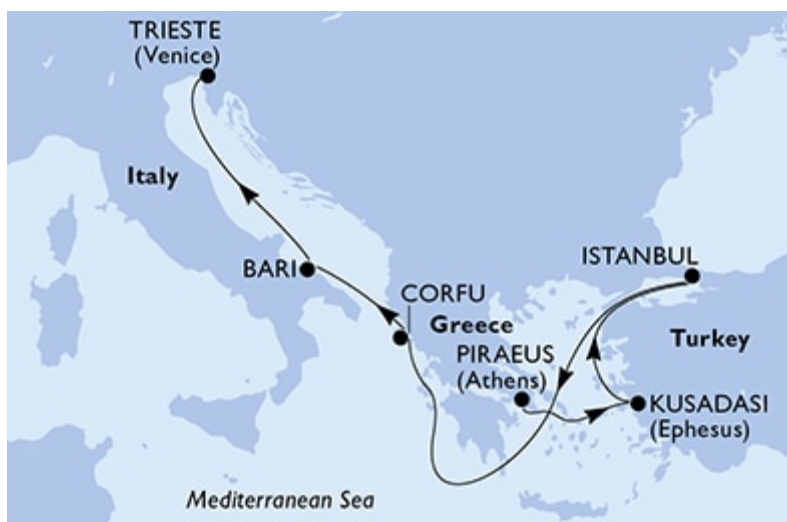 TRIESTE
(Venice)
Italy
BARI
CORFU
Greece
PIRAEUS
(Athens)
ISTANBUL
Turkey
KUSADASI
(Ephesus)
Mediterranean Sea